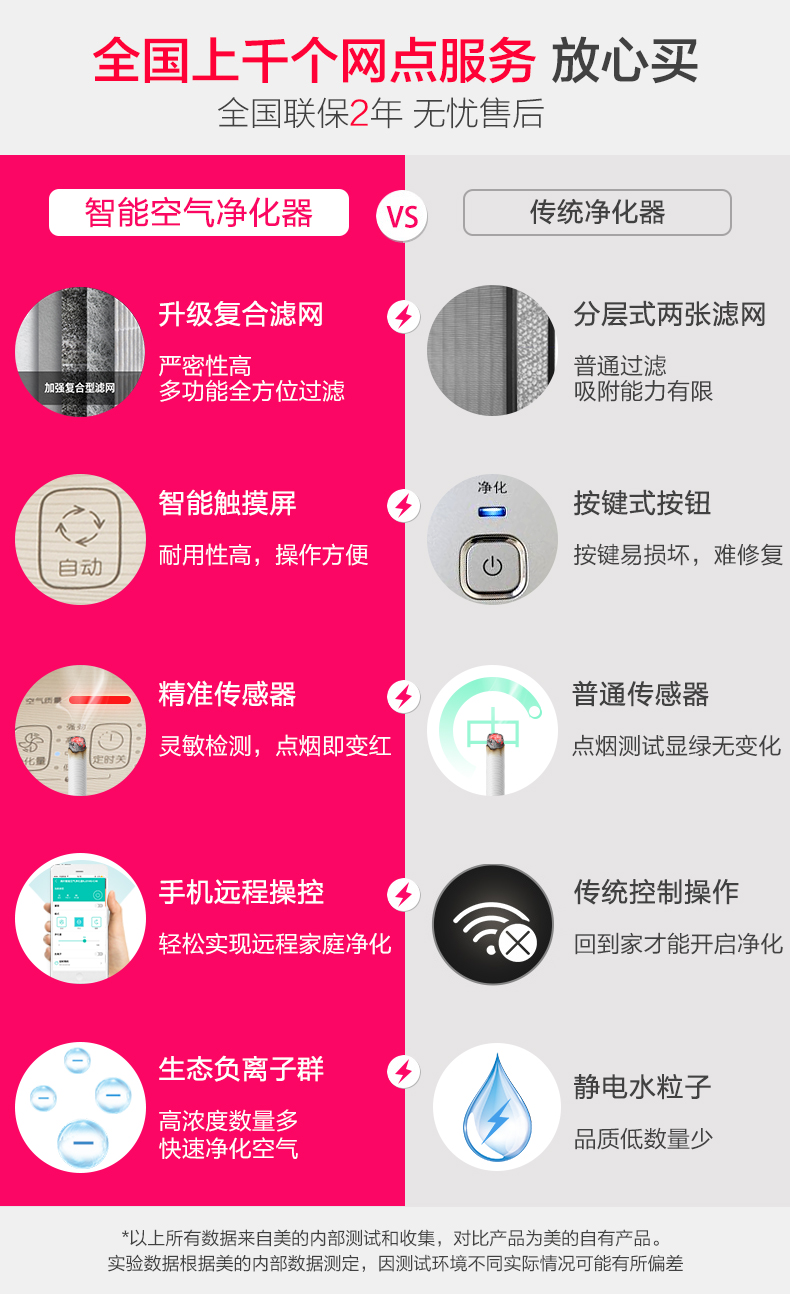 全国上千个网点服务 放心买
全国联保2年 无忧售后
智能空气净化器
VS
传统净化器
加强复合型滤网
升级复合滤网
严密性高
多功能全方位过滤
分层式两张滤网
普通过滤
吸附能力有限
自动
智能触摸屏
耐用性高，操作方便
净化
按键式按钮
按键易损坏，难修复
空气质量
强劲
化量
定时关
精准传感器
灵敏检测，点烟即变红
普通传感器
点烟测试显绿无变化
手机远程操控
轻松实现远程家庭净化
传统控制操作
回到家才能开启净化
生态负离子群
高浓度数量多
快速净化空气
静电水粒子
品质低数量少
*以上所有数据来自美的内部测试和收集，对比产品为美的自有产品。
实验数据根据美的内部数据测定，因测试环境不同实际情况可能有所偏差